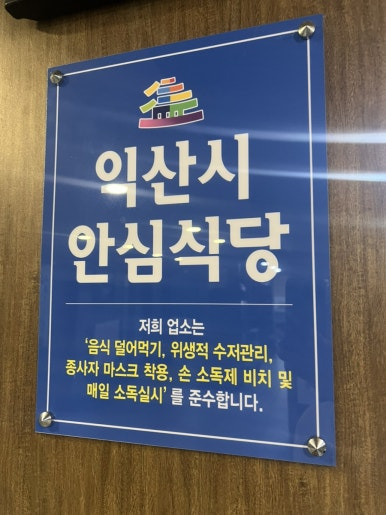 익산시
안심식당
저희 업소는
'음식 덜어먹기, 위생적 수저관리,
종사자 마스크 착용, 손 소독제 비치 및
매일 소독실시' 를 준수합니다.